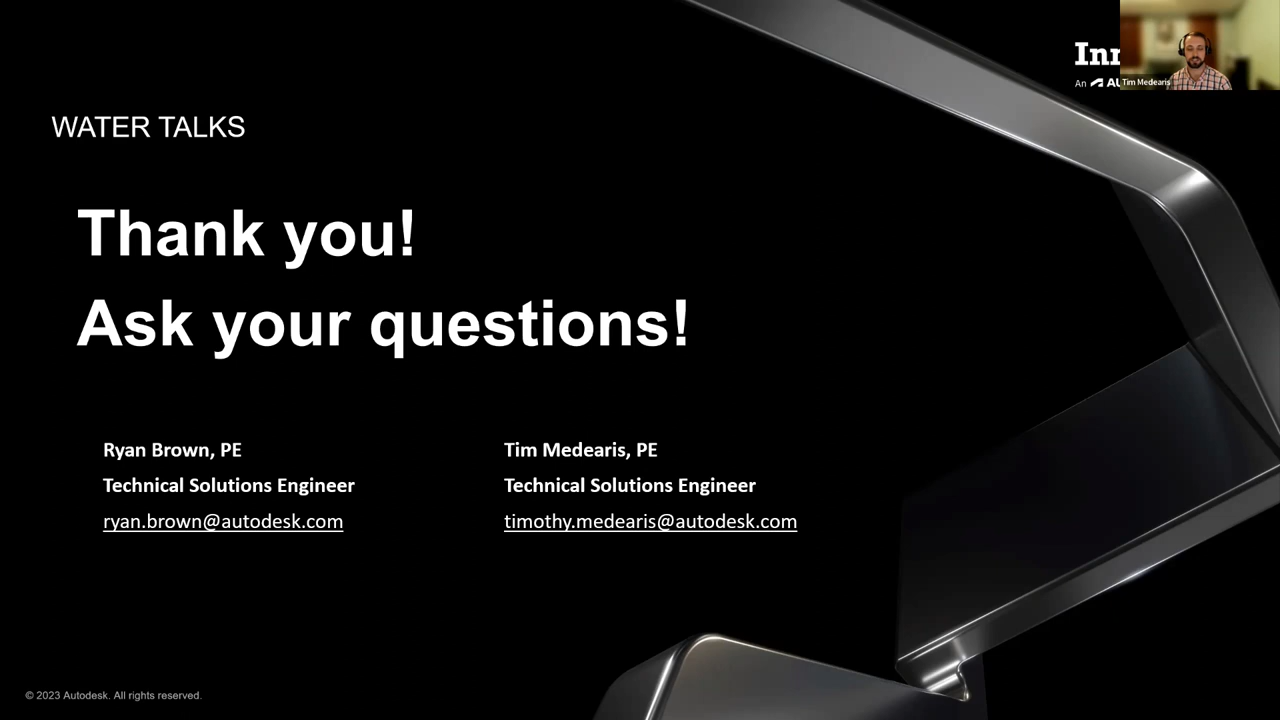 WATER TALKS
Thank you!
Ask your questions!
Ryan Brown, PE
Technical Solutions Engineer
ryan.brown@autodesk.com
Tim Medearis, PE
Technical Solutions Engineer
timothy.medearis@autodesk.com
An
Tim Medearis
© 2023 Autodesk. All rights reserved.